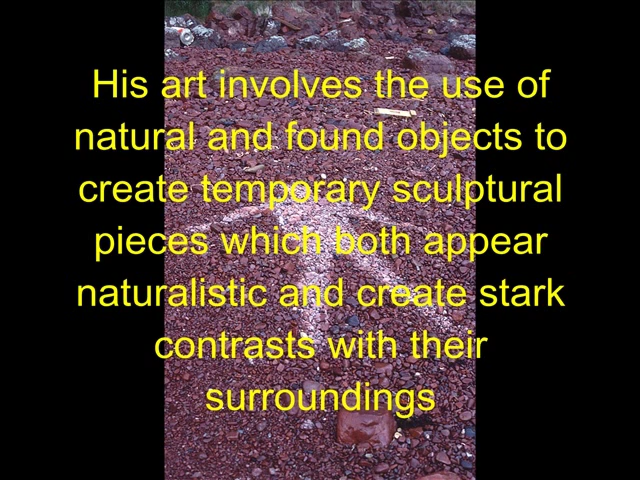 His art involves the use of
natural and found objects to
create temporary sculptural
pieces which both appear
naturalistic and create stark
contrasts with their
surroundings